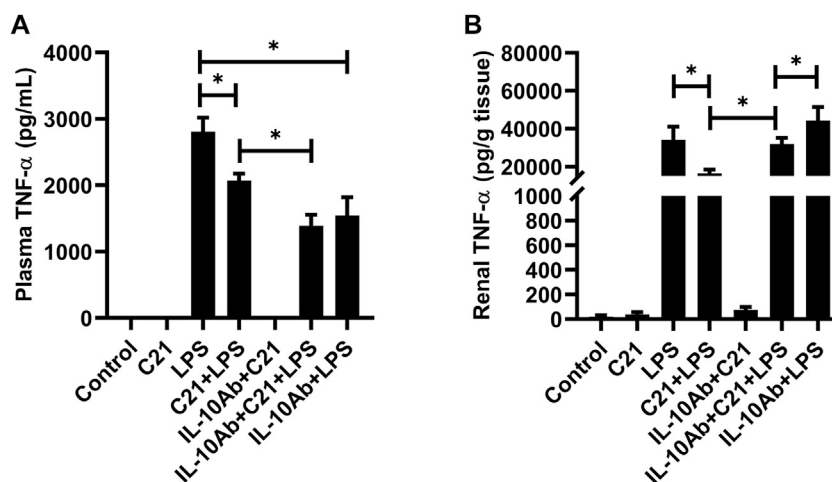 A
Plasma TNF-α (pg/mL)
4000
3000
2000
1000
0
*
*
*
Control
C21
LPS
C21+LPS
IL-10Ab+C21
IL-10Ab+C21+LPS
IL-10Ab+LPS
B
Renal TNF-α (pg/g tissue)
80000
60000
40000
20000
1000
800
600
400
200
0
*
*
*
Control
C21
LPS
C21+LPS
IL-10Ab+C21
IL-10Ab+C21+LPS
IL-10Ab+LPS